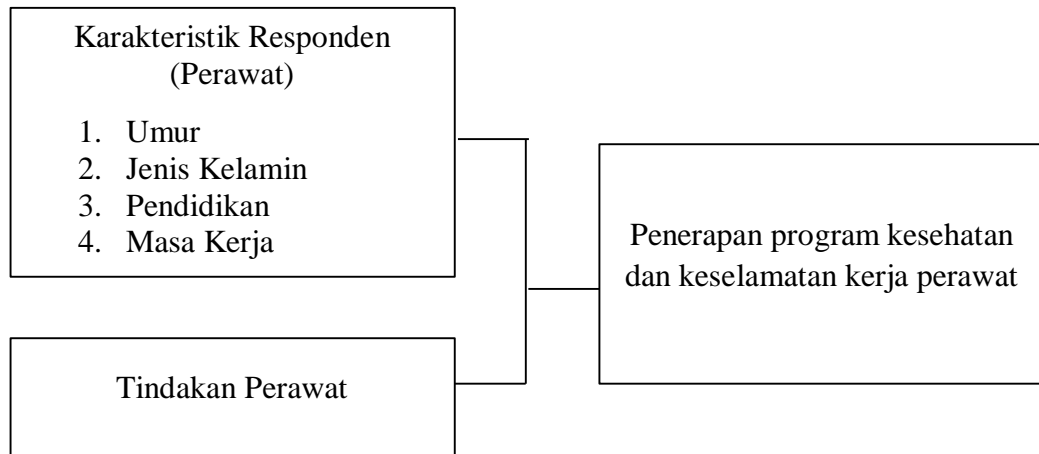 Karakteristik Responden
(Perawat)
1. Umur
2. Jenis Kelamin
3. Pendidikan
4. Masa Kerja
Penerapan program kesehatan
dan keselamatan kerja perawat
Tindakan Perawat